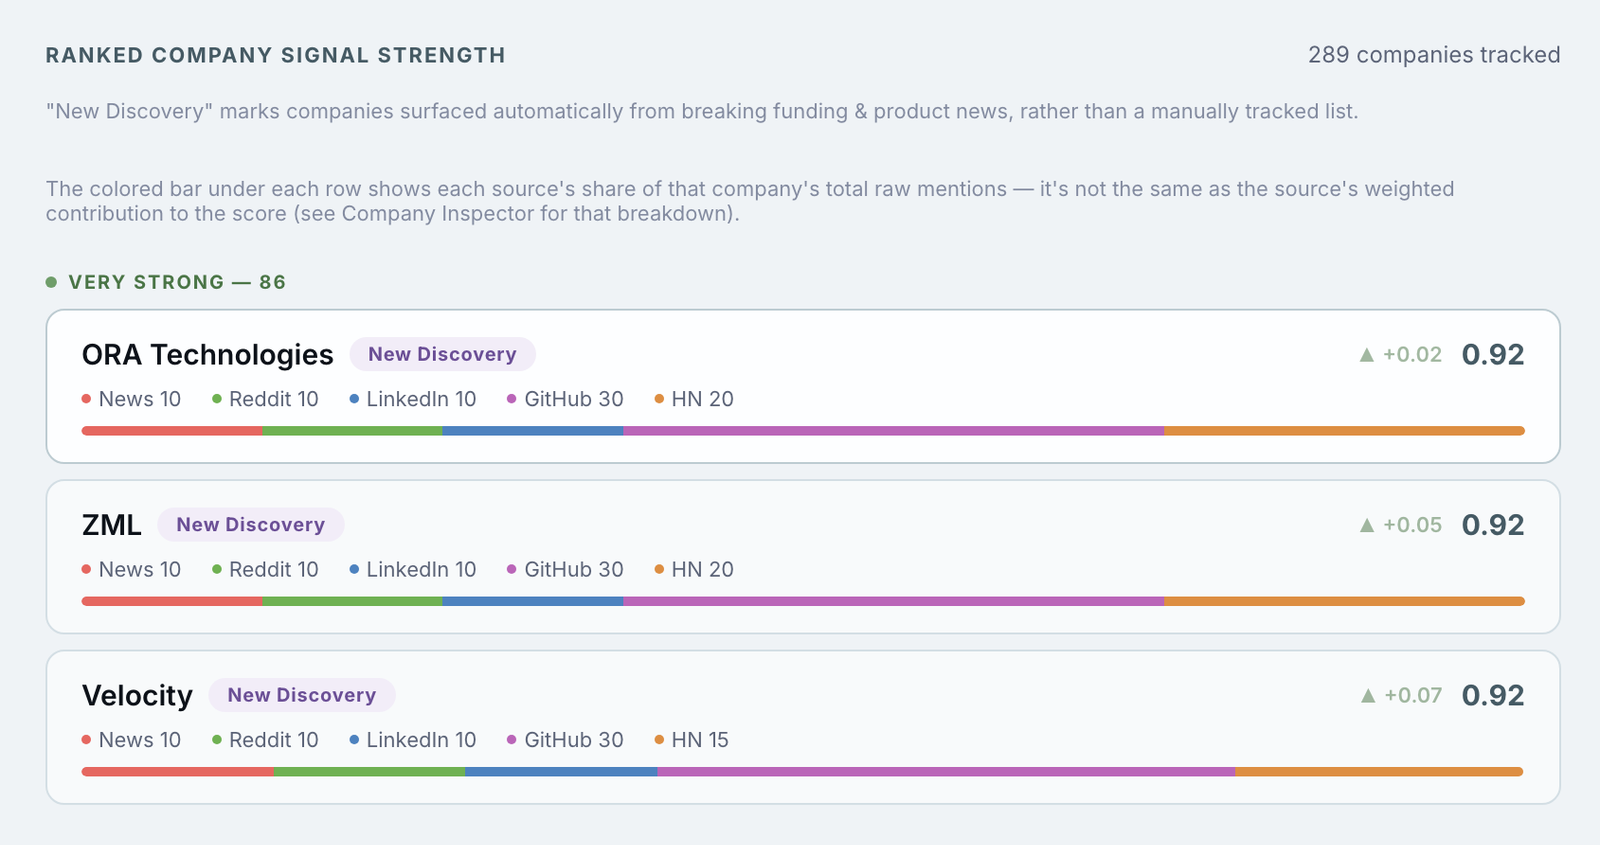 RANKED COMPANY SIGNAL STRENGTH
289 companies tracked
"New Discovery" marks companies surfaced automatically from breaking funding & product news, rather than a manually tracked list.
The colored bar under each row shows each source's share of that company's total raw mentions — it's not the same as the source's weighted
contribution to the score (see Company Inspector for that breakdown).
VERY STRONG — 86
ORA Technologies New Discovery ▲ +0.02 0.92
News 10 Reddit 10 LinkedIn 10 GitHub 30 HN 20
ZML New Discovery ▲ +0.05 0.92
News 10 Reddit 10 LinkedIn 10 GitHub 30 HN 20
Velocity New Discovery ▲ +0.07 0.92
News 10 Reddit 10 LinkedIn 10 GitHub 30 HN 15